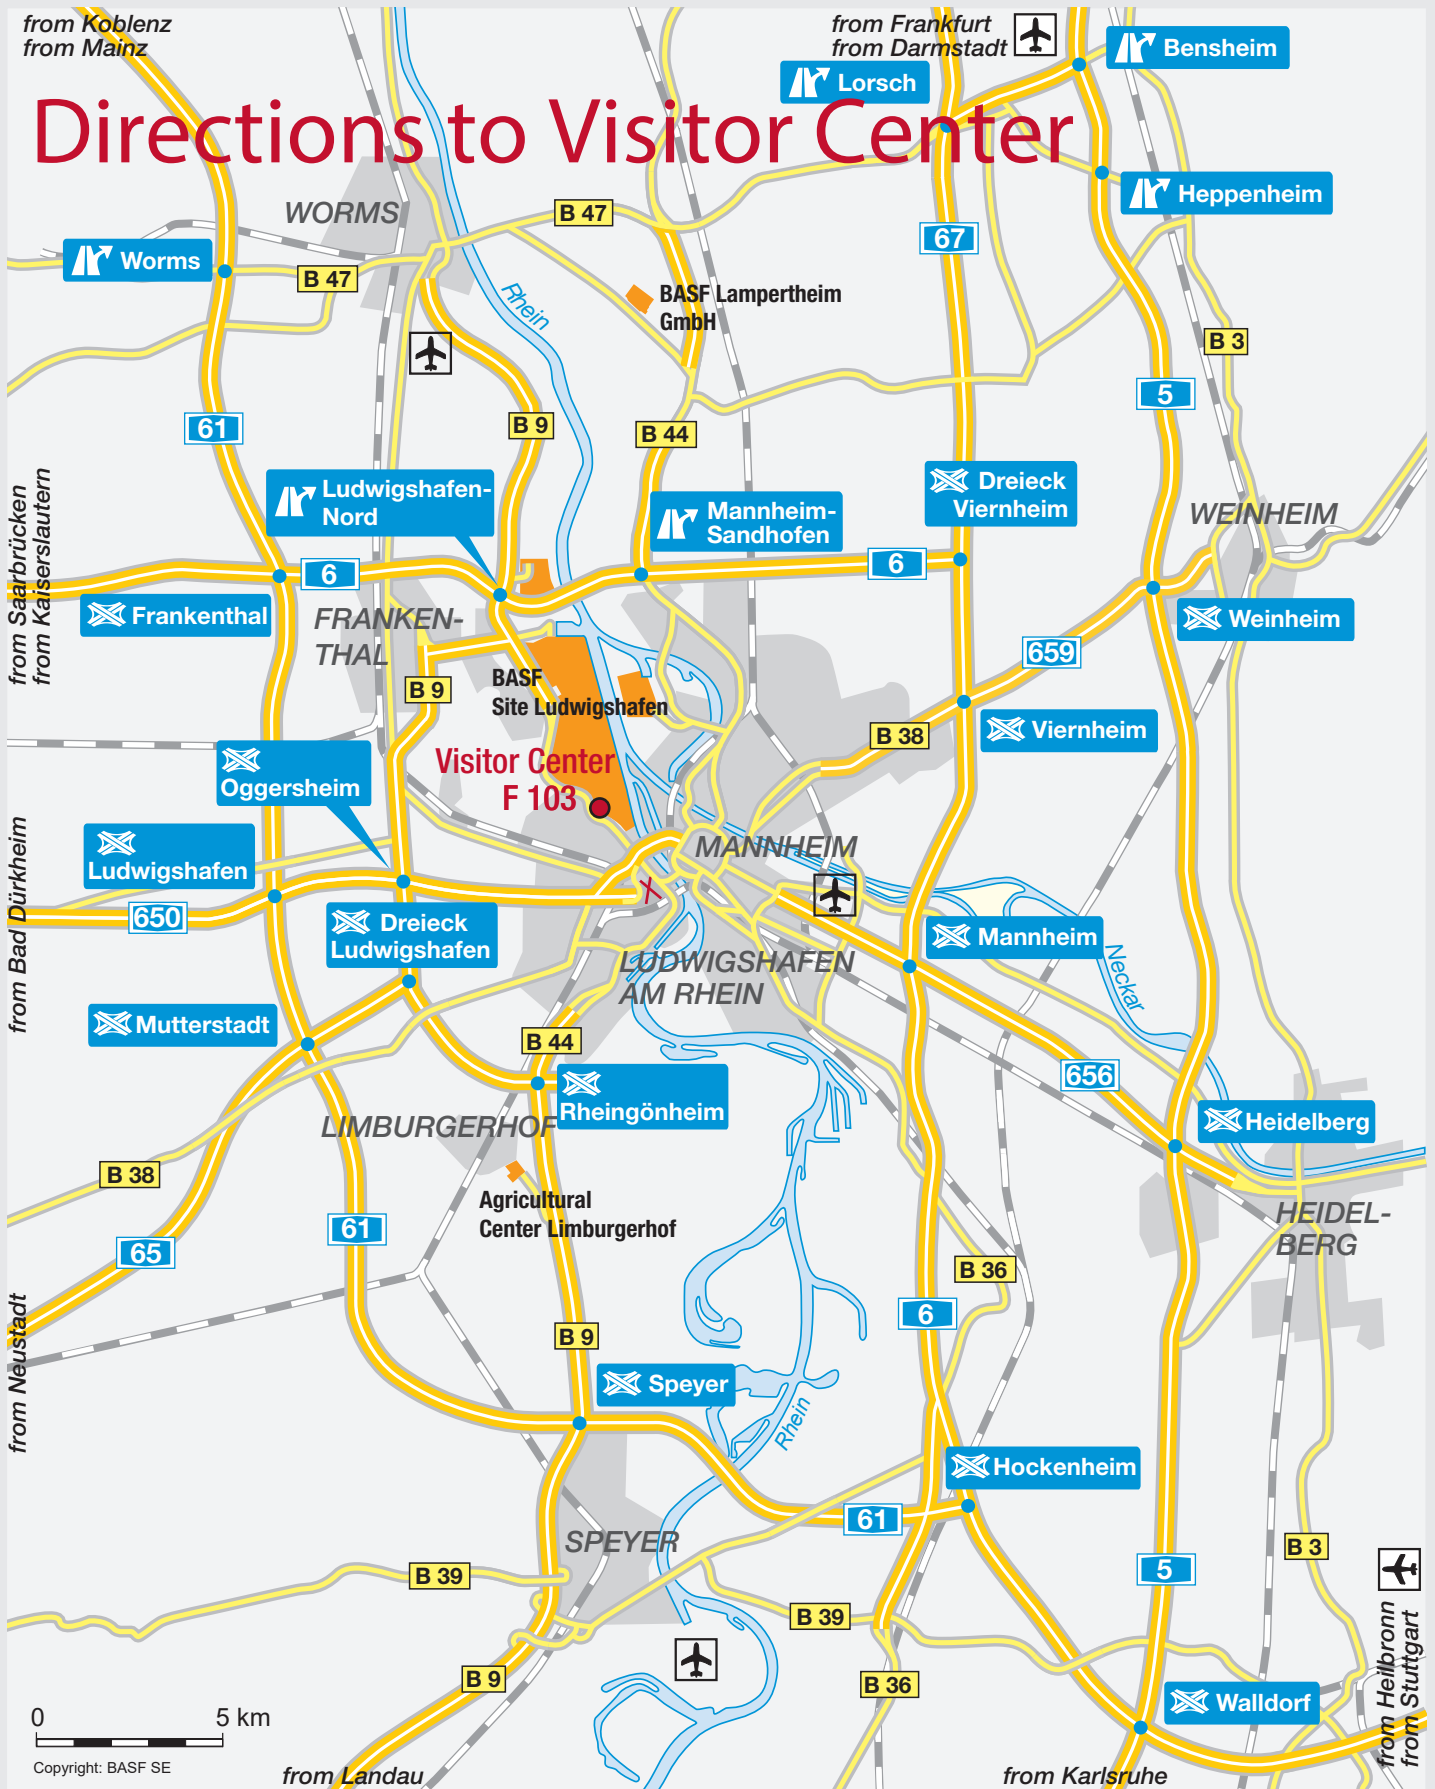 from Koblenz
from Mainz
from Frankfurt
from Darmstadt
Bensheim
Lorsch
Directions to Visitor Center
Heppenheim
WORMS
B 47
67
Worms
B 47
Rhein
BASF Lampertheim
GmbH
B 3
5
61
B 9
B 44
from Saarbrücken
from Kaiserslautern
Ludwigshafen-
Nord
Dreieck
Viernheim
Mannheim-
Sandhofen
WEINHEIM
6
6
Frankenthal
FRANKEN-
THAL
Weinheim
659
BASF
Site Ludwigshafen
B 9
Viernheim
B 38
Visitor Center
F 103
Oggersheim
MANNHEIM
Ludwigshafen
from Bad Dürkheim
650
Dreieck
Ludwigshafen
Mannheim
LUDWIGSHAFEN
AM RHEIN
Neckar
Mutterstadt
B 44
656
Rheingönheim
Heidelberg
LIMBURGERHOF
B 38
Agricultural
Center Limburgerhof
HEIDEL-
BERG
61
65
B 36
6
from Neustadt
B 9
Speyer
Rhein
Hockenheim
61
SPEYER
B 3
B 39
5
B 39
from Heilbronn
from Stuttgart
B 9
B 36
Walldorf
0 5 km
Copyright: BASF SE
from Landau
from Karlsruhe